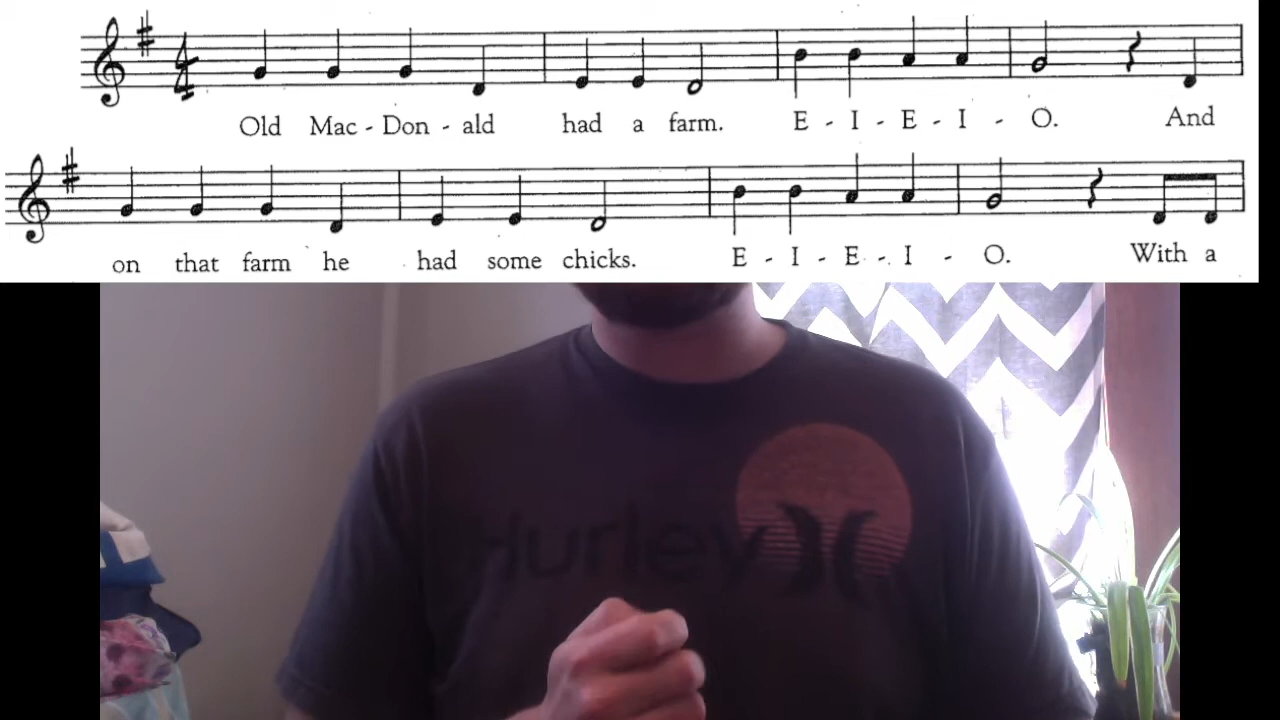 Old Mac - Don - ald had a farm. E - I - E - I - O. And
on that farm he had some chicks. E - I - E - I - O. With a
Hurley